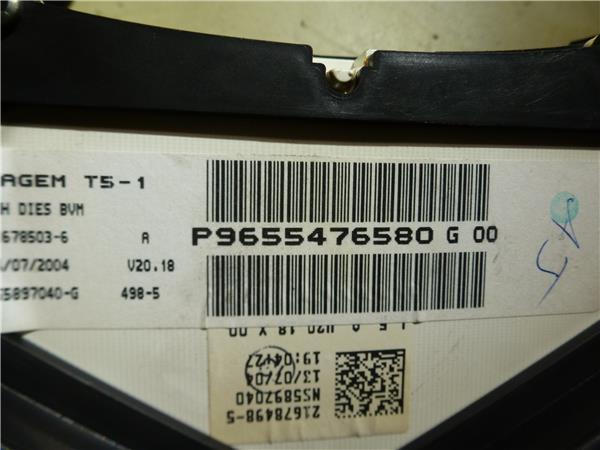 AGEM T5-1
H DIES BVM
678503-6 A
/07/2004 V20.18
5897040-G 498-5
P9655476580 G 00
21678498-5
NS5897040
13/07/04
19:04:27